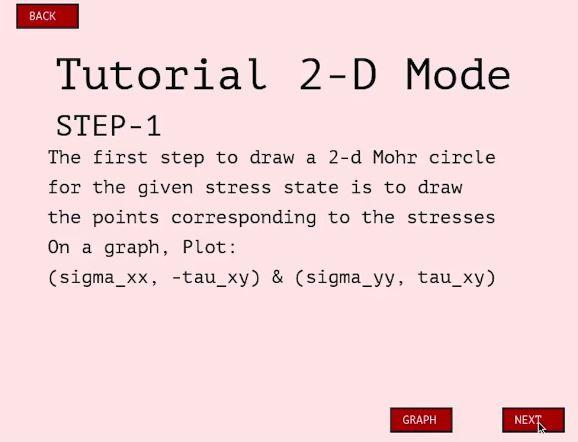 BACK
Tutorial 2-D Mode
STEP-1
The first step to draw a 2-d Mohr circle
for the given stress state is to draw
the points corresponding to the stresses
On a graph, Plot:
(sigma_xx, -tau_xy) & (sigma_yy, tau_xy)
GRAPH
NEXT